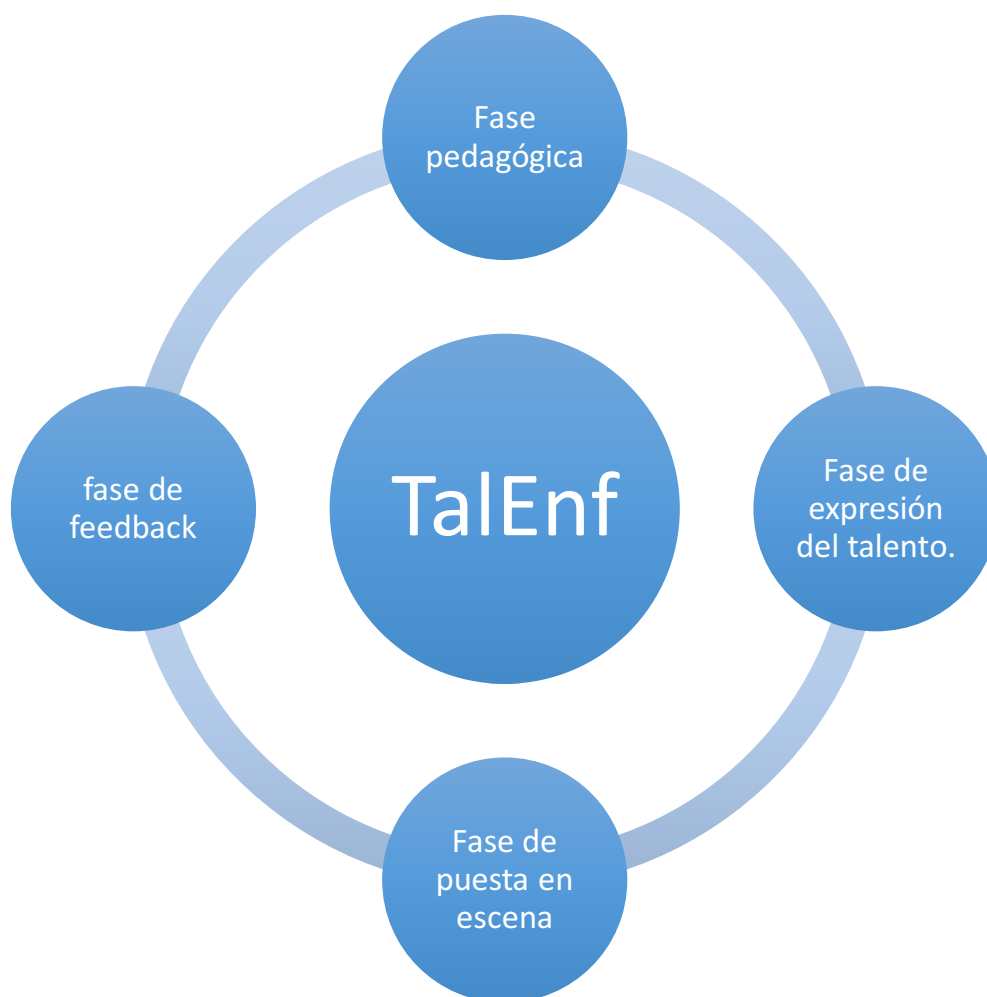 Fase
pedagógica
TalEnf
fase de
feedback
Fase de
expresión
del talento.
Fase de
puesta en
escena